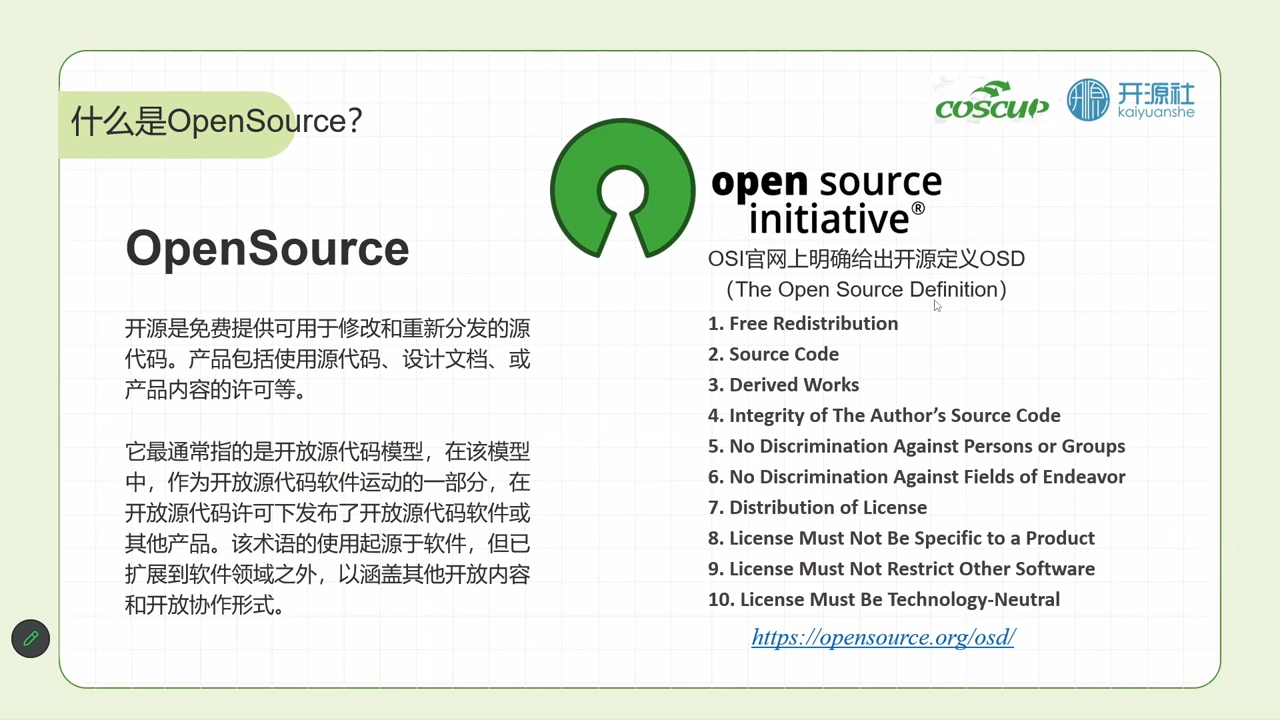 什么是OpenSource?
coscup
开源社
kaiyuanshe
open source
initiative®
OpenSource
开源是免费提供可用于修改和重新分发的源
代码。产品包括使用源代码、设计文档、或
产品内容的许可等。
它最通常指的是开放源代码模型，在该模型
中，作为开放源代码软件运动的一部分，在
开放源代码许可下发布了开放源代码软件或
其他产品。该术语的使用起源于软件，但已
扩展到软件领域之外，以涵盖其他开放内容
和开放协作形式。
OSI官网上明确给出开源定义OSD
（The Open Source Definition）
1. Free Redistribution
2. Source Code
3. Derived Works
4. Integrity of The Author’s Source Code
5. No Discrimination Against Persons or Groups
6. No Discrimination Against Fields of Endeavor
7. Distribution of License
8. License Must Not Be Specific to a Product
9. License Must Not Restrict Other Software
10. License Must Be Technology-Neutral
https://opensource.org/osd/